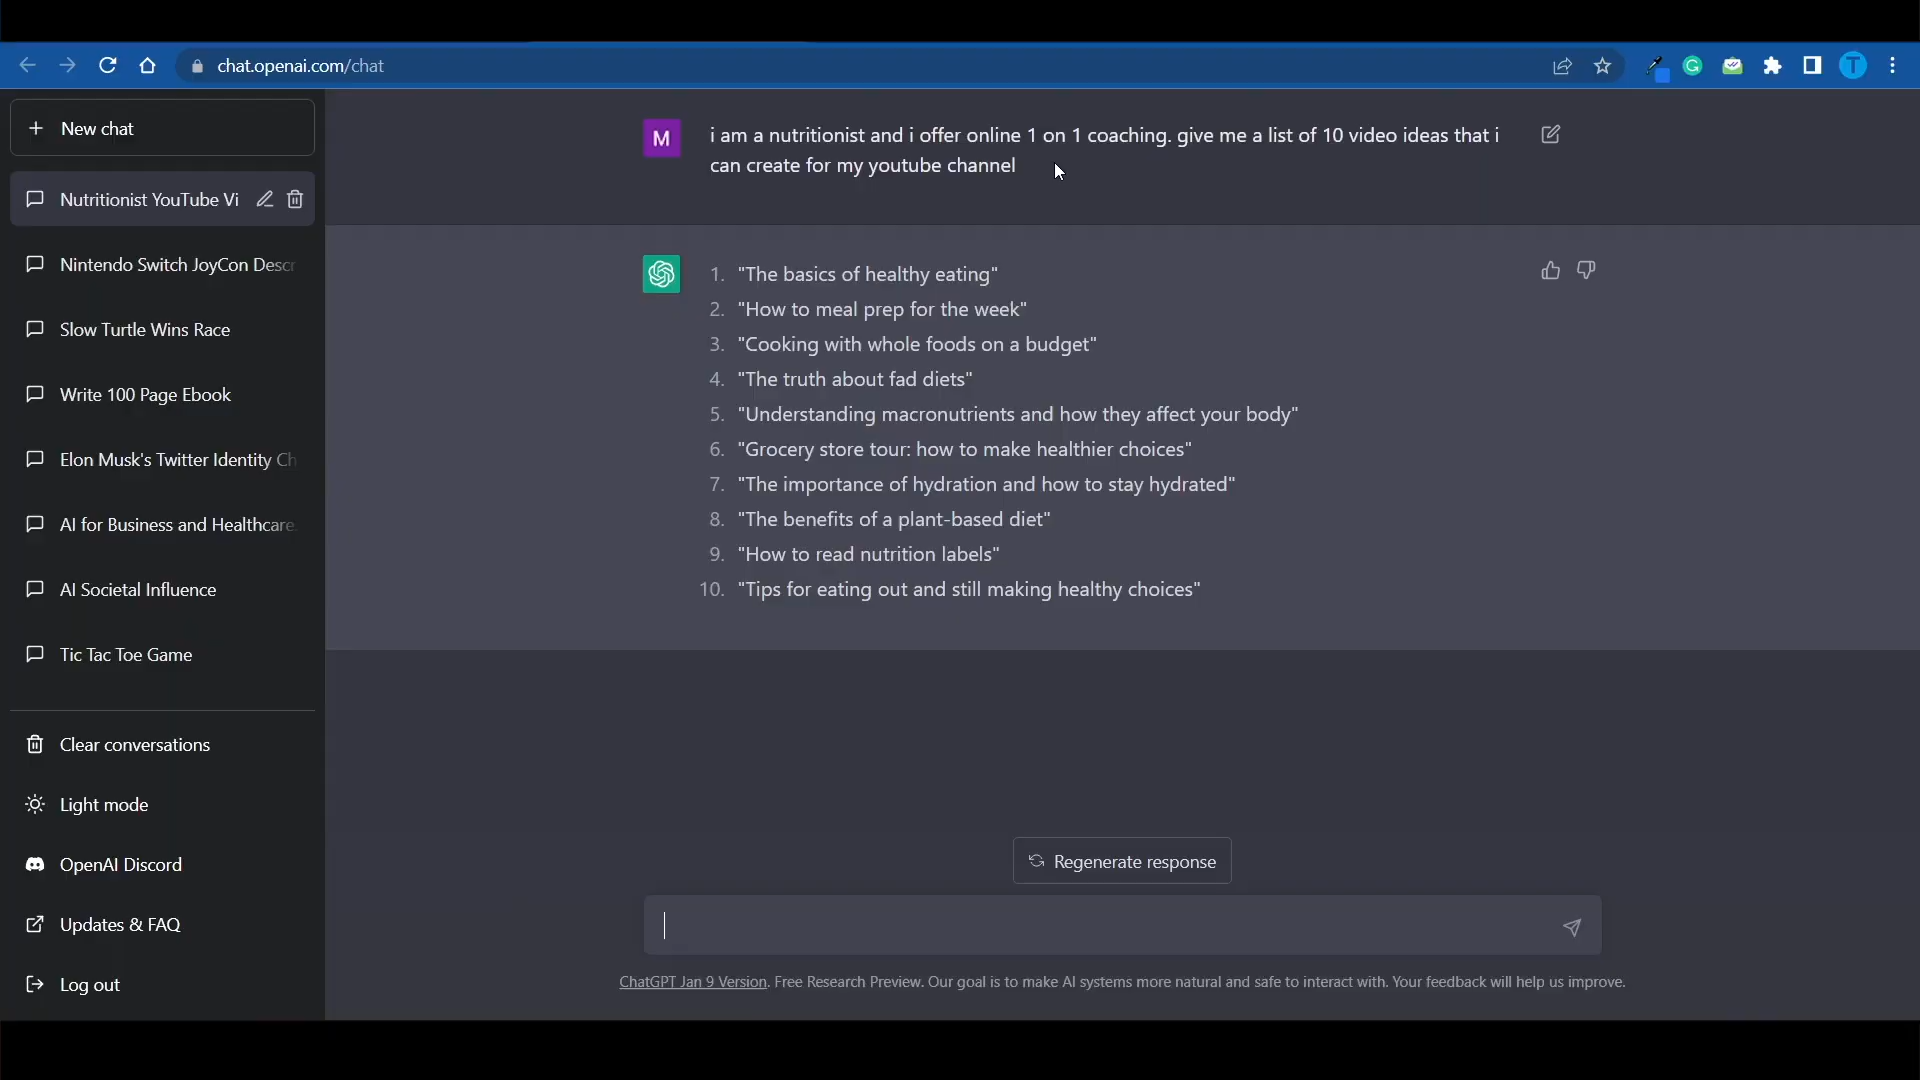 chat.openai.com/chat
T
New chat
Nutritionist YouTube Vi
Nintendo Switch JoyCon Descr
Slow Turtle Wins Race
Write 100 Page Ebook
Elon Musk's Twitter Identity Ch
AI for Business and Healthcare.
AI Societal Influence
Tic Tac Toe Game
Clear conversations
Light mode
OpenAI Discord
Updates & FAQ
Log out
M
i am a nutritionist and i offer online 1 on 1 coaching. give me a list of 10 video ideas that i
can create for my youtube channel
1. "The basics of healthy eating"
2. "How to meal prep for the week"
3. "Cooking with whole foods on a budget"
4. "The truth about fad diets"
5. "Understanding macronutrients and how they affect your body"
6. "Grocery store tour: how to make healthier choices"
7. "The importance of hydration and how to stay hydrated"
8. "The benefits of a plant-based diet"
9. "How to read nutrition labels"
10. "Tips for eating out and still making healthy choices"
Regenerate response
ChatGPT Jan 9 Version. Free Research Preview. Our goal is to make AI systems more natural and safe to interact with. Your feedback will help us improve.